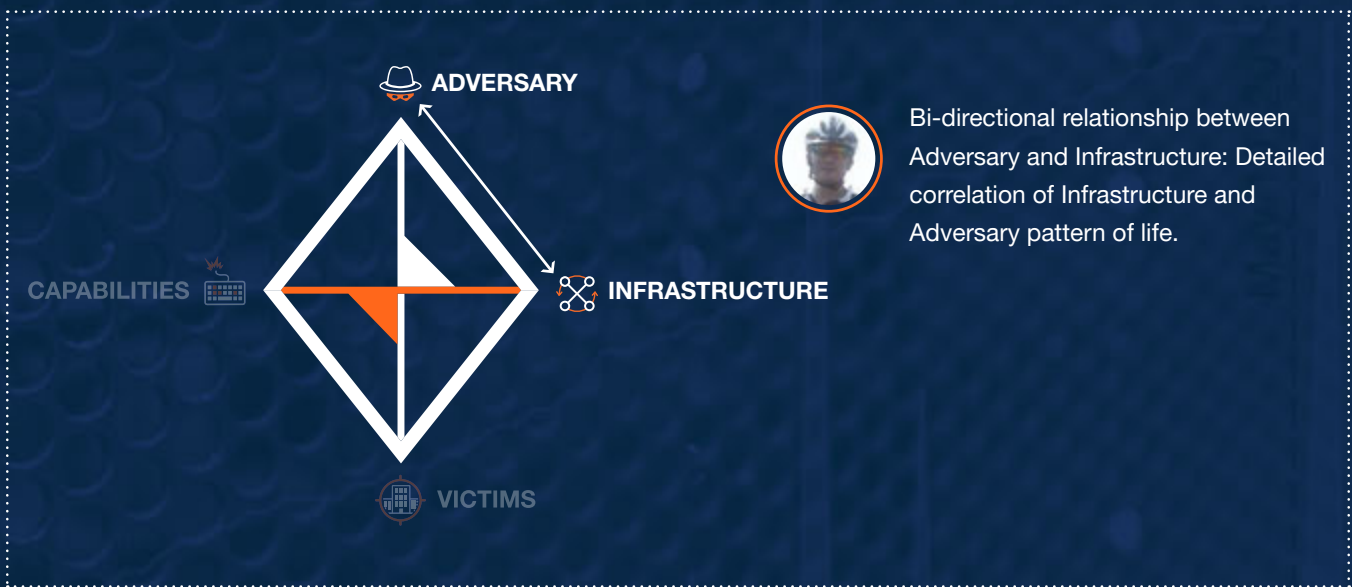 ADVERSARY
CAPABILITIES
INFRASTRUCTURE
VICTIMS
Bi-directional relationship between
Adversary and Infrastructure: Detailed
correlation of Infrastructure and
Adversary pattern of life.